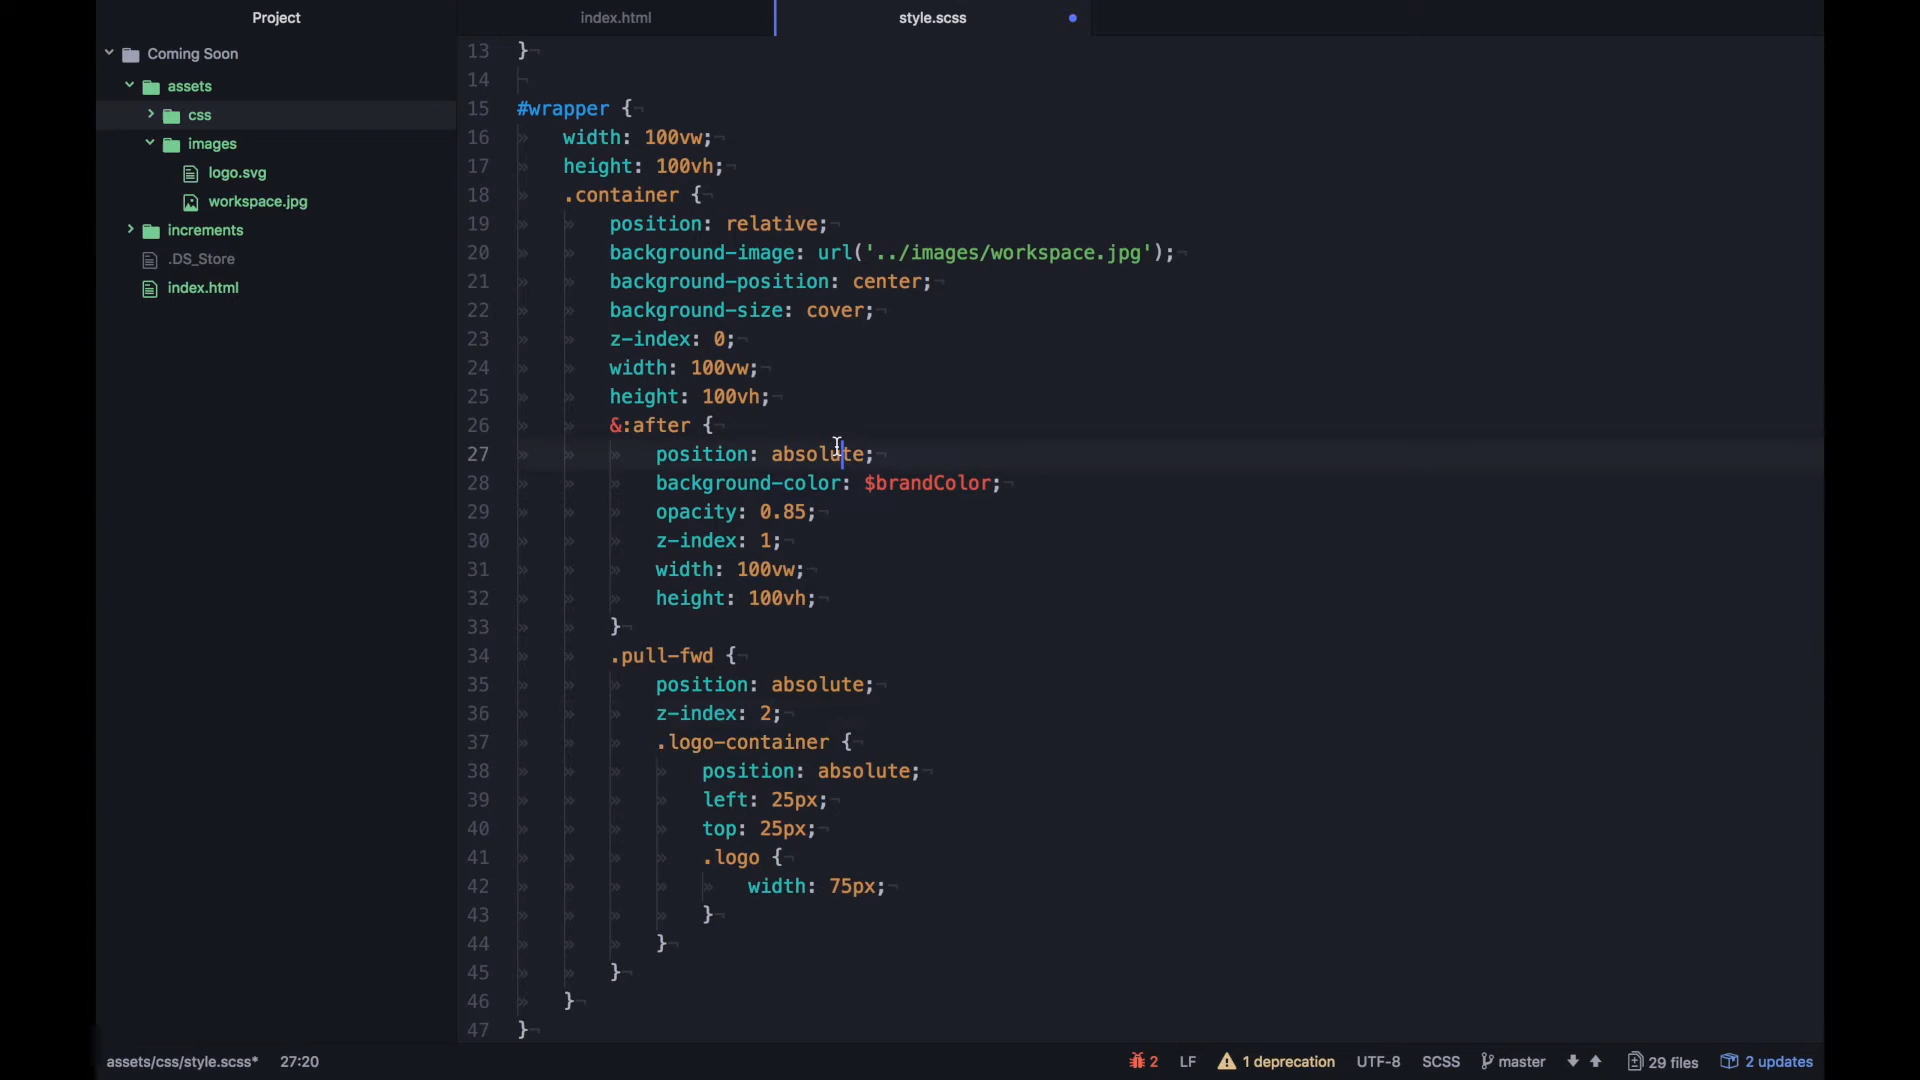 Project
index.html
style.scss
Coming Soon
assets
css
images
logo.svg
workspace.jpg
increments
.DS_Store
index.html
13 }
14
15 #wrapper {
16 width: 100vw;
17 height: 100vh;
18 .container {
19 position: relative;
20 background-image: url('../images/workspace.jpg');
21 background-position: center;
22 background-size: cover;
23 z-index: 0;
24 width: 100vw;
25 height: 100vh;
26 &:after {
27 position: absolute;
28 background-color: $brandColor;
29 opacity: 0.85;
30 z-index: 1;
31 width: 100vw;
32 height: 100vh;
33 }
34 .pull-fwd {
35 position: absolute;
36 z-index: 2;
37 .logo-container {
38 position: absolute;
39 left: 25px;
40 top: 25px;
41 .logo {
42 width: 75px;
43 }
44 }
45 }
46 }
47 }
assets/css/style.scss* 27:20 2 LF 1 deprecation UTF-8 SCSS master 29 files 2 updates